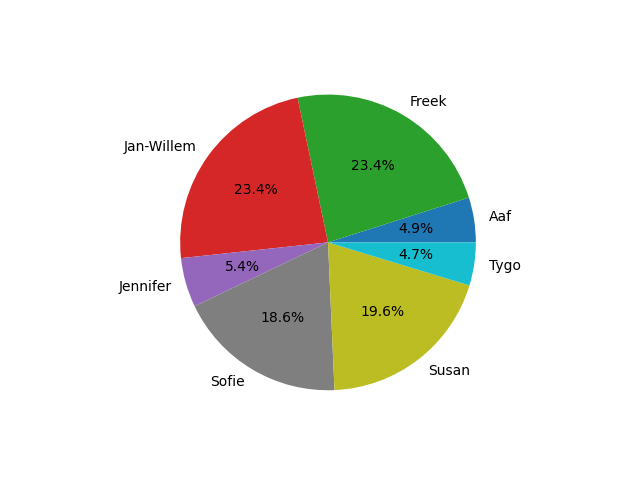 Freek
Jan-Willem
23.4%
23.4%
Aaf
4.9%
4.7%
Tygo
5.4%
Jennifer
18.6%
19.6%
Susan
Sofie